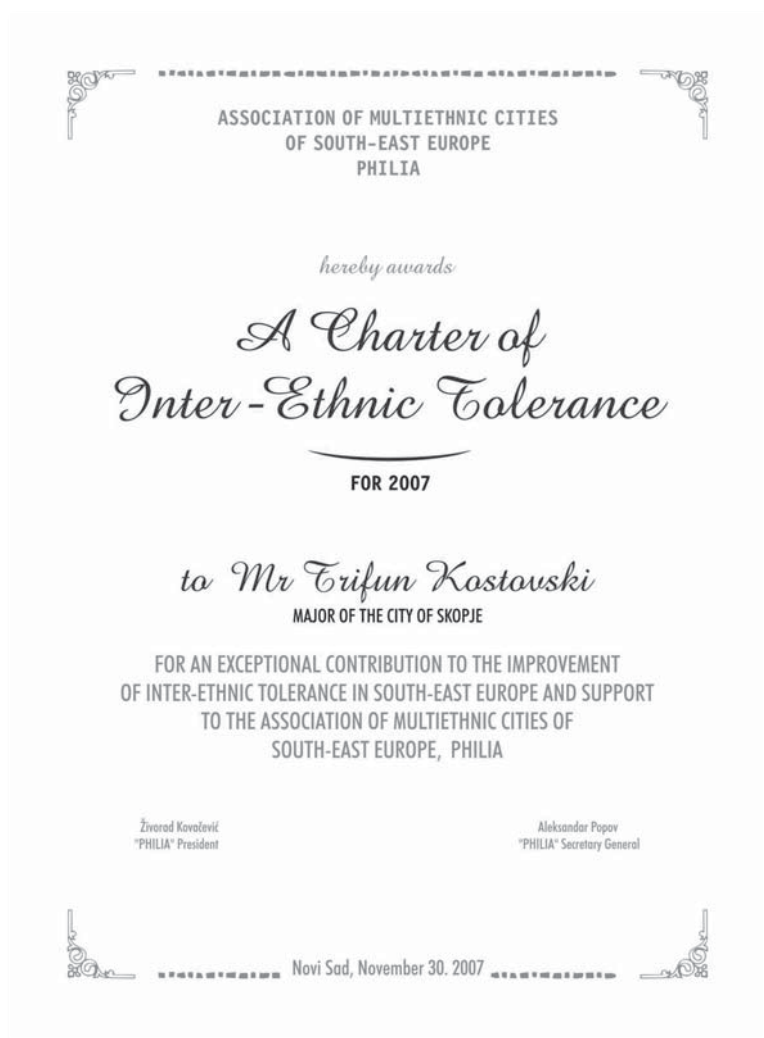 ASSOCIATION OF MULTIETHNIC CITIES
OF SOUTH-EAST EUROPE
PHILIA
hereby awards
A Charter of
Inter-Ethnic Tolerance
FOR 2007
to Mr Trifun Kostovski
MAJOR OF THE CITY OF SKOPJE
FOR AN EXCEPTIONAL CONTRIBUTION TO THE IMPROVEMENT
OF INTER-ETHNIC TOLERANCE IN SOUTH-EAST EUROPE AND SUPPORT
TO THE ASSOCIATION OF MULTIETHNIC CITIES OF
SOUTH-EAST EUROPE, PHILIA
Živorad Kovačević
"PHILIA" President
Aleksandar Popov
"PHILIA" Secretary General
Novi Sad, November 30. 2007